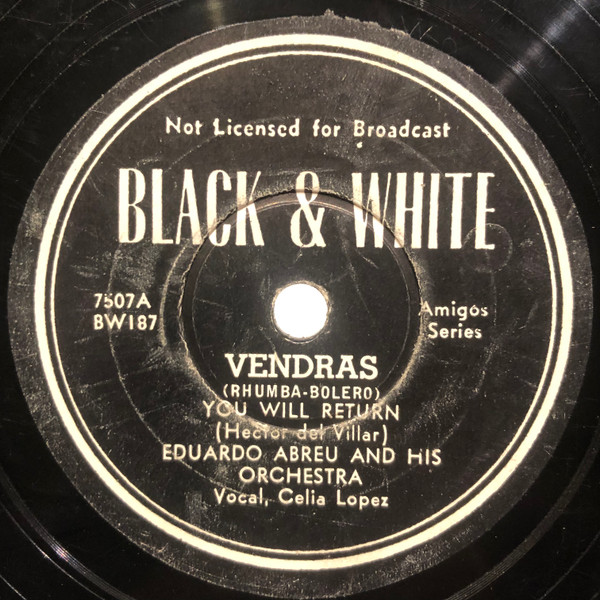 Not Licensed for Broadcast
BLACK & WHITE
7507A
BW187
Amigos
Series
VENDRAS
(RHUMBA-BOLERO)
YOU WILL RETURN
(Hector del Villar)
EDUARDO ABREU AND HIS
ORCHESTRA
Vocal, Celia Lopez